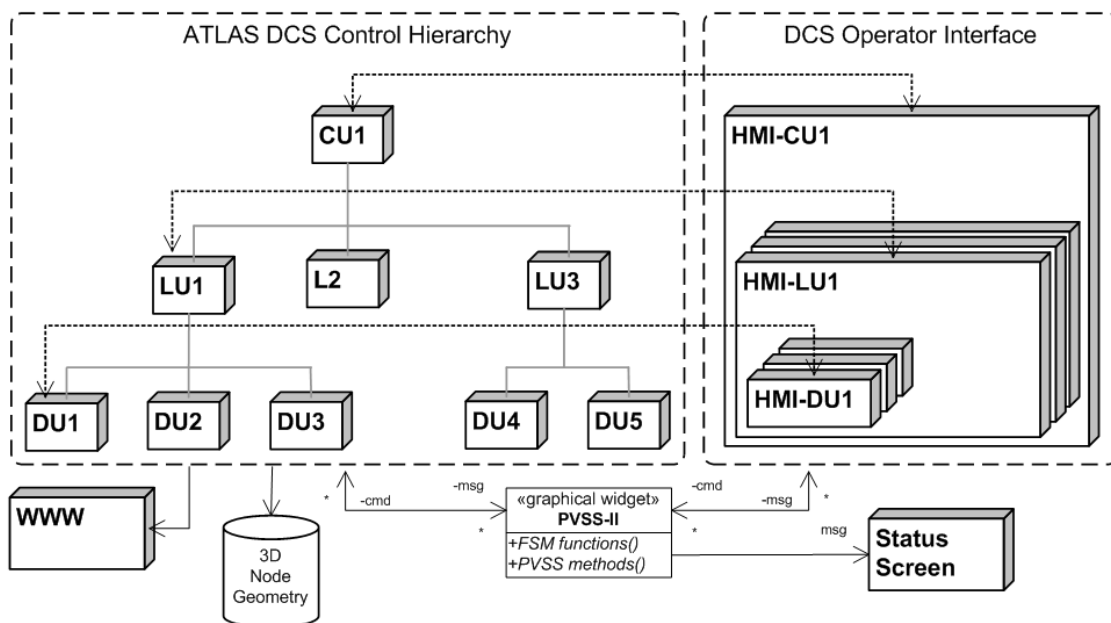 ATLAS DCS Control Hierarchy
DCS Operator Interface
CU1
HMI-CU1
LU1
L2
LU3
HMI-LU1
DU1
DU2
DU3
DU4
DU5
HMI-DU1
WWW
3D
Node
Geometry
*
-cmd
-msg
*
«graphical widget»
PVSS-II
+FSM functions()
+PVSS methods()
-cmd
-msg
*
*
msg
Status
Screen